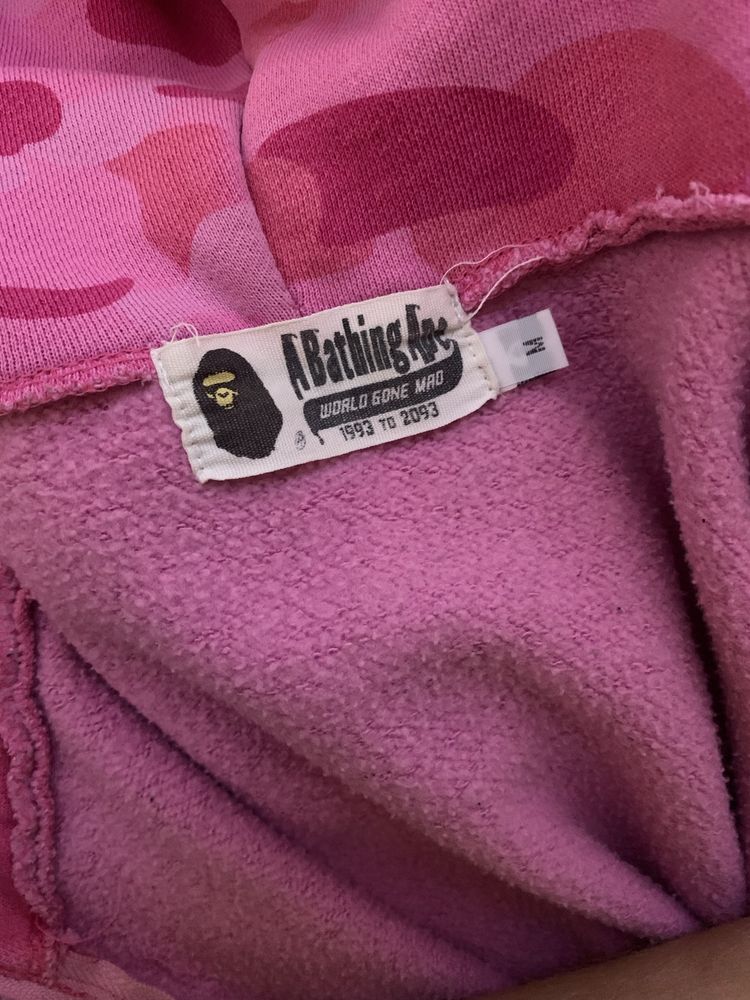 A Bathing Ape
WORLD GONE MAD
1993 TO 2093
®
M